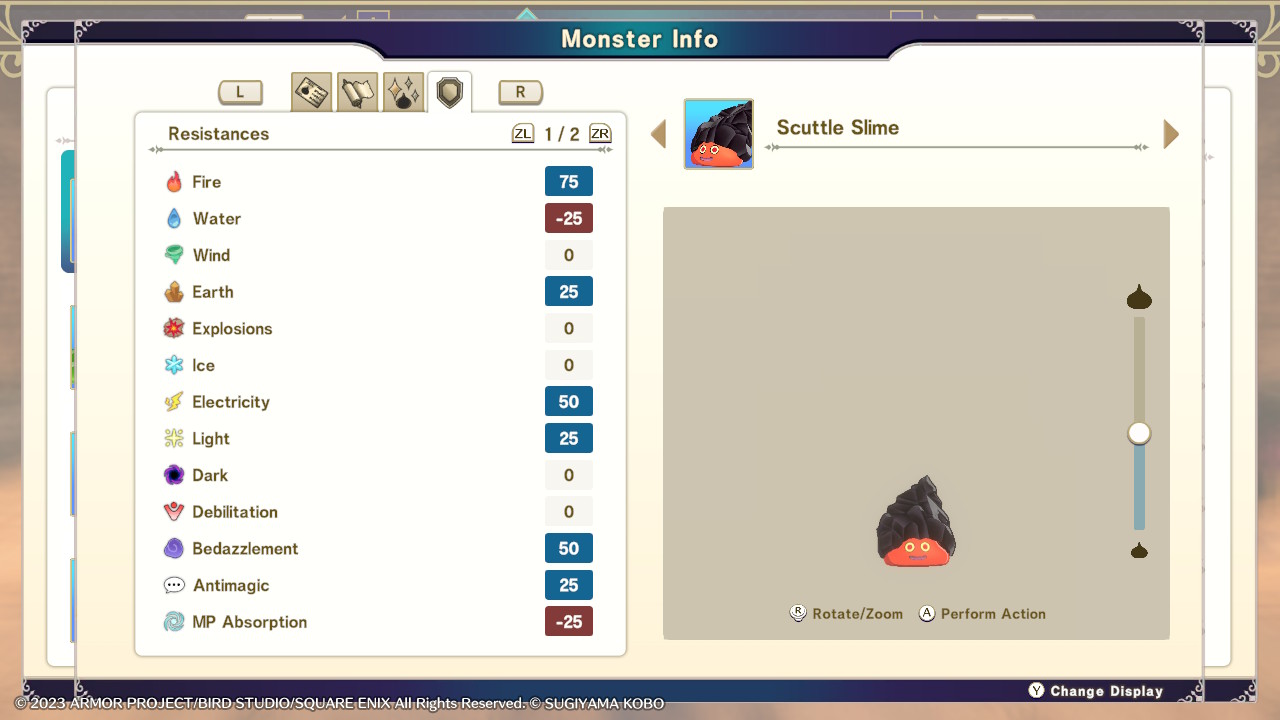 Monster Info
L
R
Resistances
ZL 1 / 2 ZR
Fire 75
Water -25
Wind 0
Earth 25
Explosions 0
Ice 0
Electricity 50
Light 25
Dark 0
Debilitation 0
Bedazzlement 50
Antimagic 25
MP Absorption -25
Scuttle Slime
R Rotate/Zoom A Perform Action
Y Change Display
© 2023 ARMOR PROJECT/BIRD STUDIO/SQUARE ENIX All Rights Reserved. © SUGIYAMA KOBO